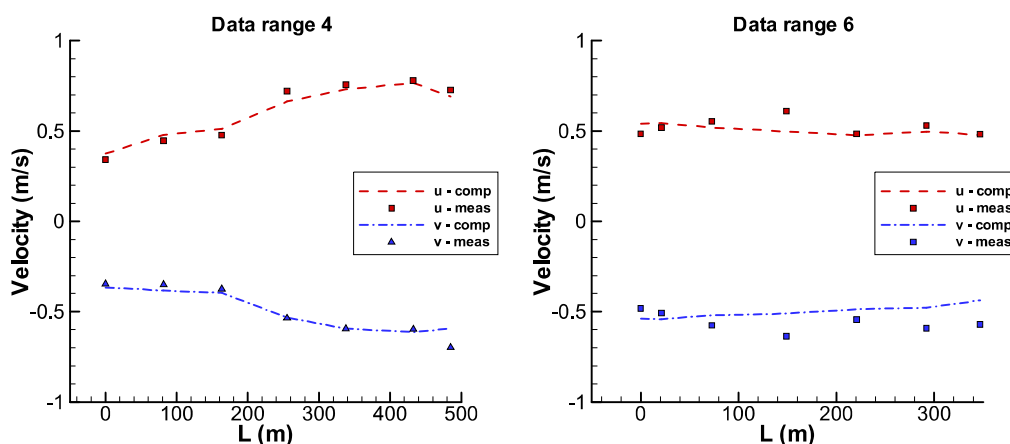 Data range 4
Velocity (m/s)
1
0.5
0
-0.5
-1
u - comp
u - meas
v - comp
v - meas
0 100 200 300 400 500
L (m)
Data range 6
Velocity (m/s)
1
0.5
0
-0.5
-1
u - comp
u - meas
v - comp
v - meas
0 100 200 300
L (m)